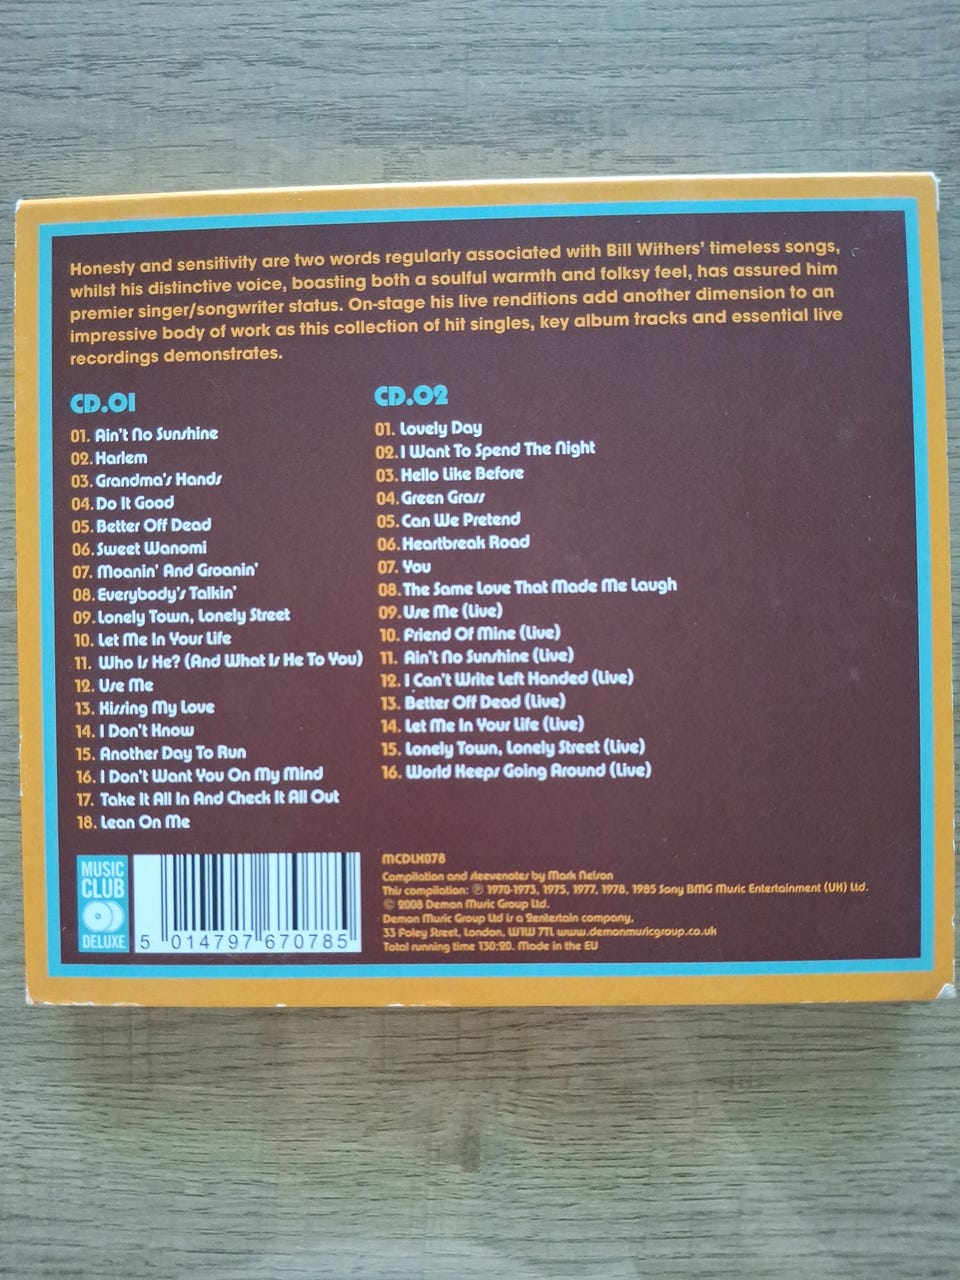 Honesty and sensitivity are two words regularly associated with Bill Withers' timeless songs,
whilst his distinctive voice, boasting both a soulful warmth and folksy feel, has assured him
premier singer/songwriter status. On-stage his live renditions add another dimension to an
impressive body of work as this collection of hit singles, key album tracks and essential live
recordings demonstrates.
CD.01
01. Ain't No Sunshine
02. Harlem
03. Grandma's Hands
04. Do It Good
05. Better Off Dead
06. Sweet Wanomi
07. Moanin' And Groanin'
08. Everybody's Talkin'
09. Lonely Town, Lonely Street
10. Let Me In Your Life
11. Who Is He? (And What Is He To You)
12. Use Me
13. Kissing My Love
14. I Don't Know
15. Another Day To Run
16. I Don't Want You On My Mind
17. Take It All In And Check It All Out
18. Lean On Me
CD.02
01. Lovely Day
02. I Want To Spend The Night
03. Hello Like Before
04. Green Grass
05. Can We Pretend
06. Heartbreak Road
07. You
08. The Same Love That Made Me Laugh
09. Use Me (Live)
10. Friend Of Mine (Live)
11. Ain't No Sunshine (Live)
12. I Can't Write Left Handed (Live)
13. Better Off Dead (Live)
14. Let Me In Your Life (Live)
15. Lonely Town, Lonely Street (Live)
16. World Keeps Going Around (Live)
MUSIC
CLUB
DELUXE
5 014797 670785
MCDLX078
Compilation and sleevenotes by Mark Nelson
This compilation: ℗ 1970-1973, 1975, 1977, 1978, 1985 Sony BMG Music Entertainment (UK) Ltd.
© 2008 Demon Music Group Ltd.
Demon Music Group Ltd is a 2entertain company,
33 Foley Street, London, W1W 7TL www.demonmusicgroup.co.uk
Total running time 130:20. Made in the EU